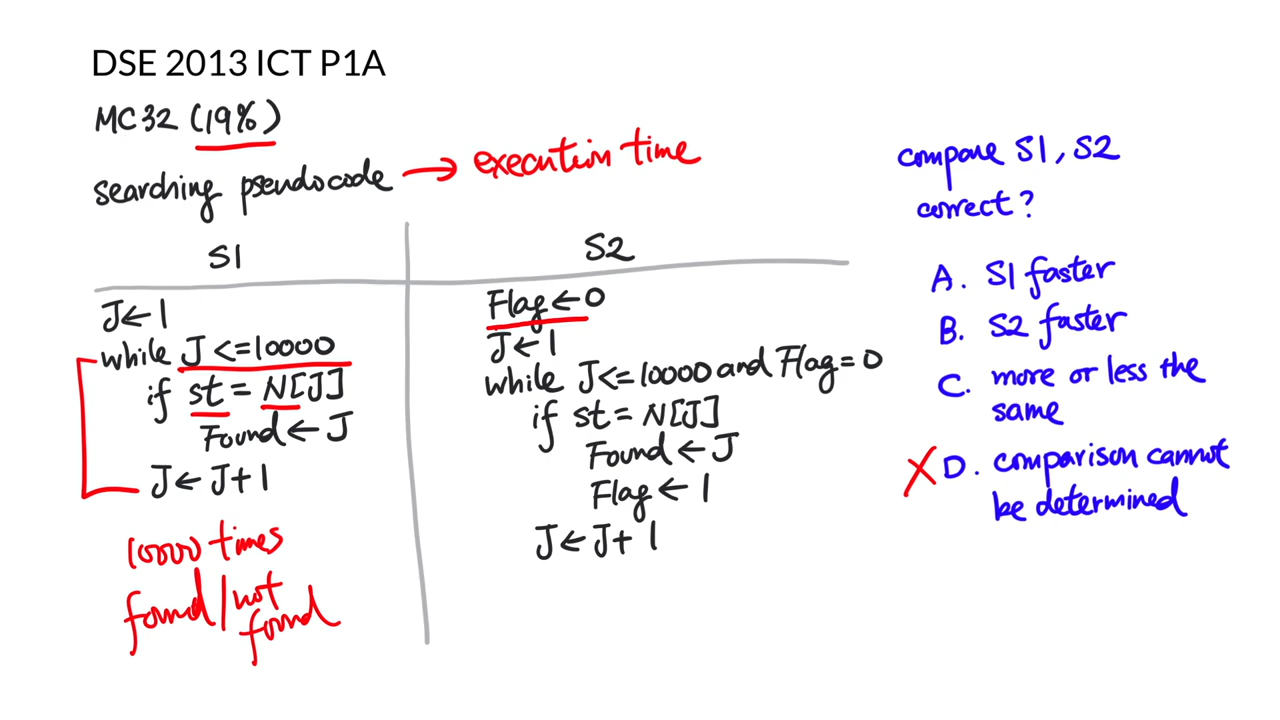 DSE 2013 ICT P1A
MC32 (19%)
searching pseudocode → execution time
S1
J←1
while J <=10000
if st = N[J]
Found ← J
J ← J+1
10000 times
found / not
found
S2
Flag ← 0
J ← 1
while J<=10000 and Flag = 0
if st = N[J]
Found ← J
Flag ← 1
J ← J+1
compare S1, S2
correct?
A. S1 faster
B. S2 faster
C. more or less the
same
X D. comparison cannot
be determined